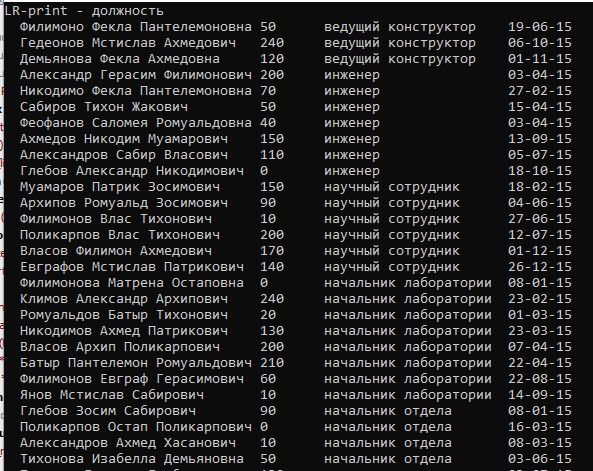 LR-print - должность
Филимоно Фекла Пантелемоновна 50 ведущий конструктор 19-06-15
Гедеонов Мстислав Ахмедович 240 ведущий конструктор 06-10-15
Демьянова Фекла Ахмедовна 120 ведущий конструктор 01-11-15
Александр Герасим Филимонович 200 инженер 03-04-15
Никодимо Фекла Пантелемоновна 70 инженер 27-02-15
Сабиров Тихон Жакович 50 инженер 15-04-15
Феофанов Саломея Ромуальдовна 40 инженер 03-04-15
Ахмедов Никодим Муамарович 150 инженер 13-09-15
Александров Сабир Власович 110 инженер 05-07-15
Глебов Александр Никодимович 0 инженер 18-10-15
Муамаров Патрик Зосимович 150 научный сотрудник 18-02-15
Архипов Ромуальд Зосимович 90 научный сотрудник 04-06-15
Филимонов Влас Тихонович 10 научный сотрудник 27-06-15
Поликарпов Влас Тихонович 200 научный сотрудник 12-07-15
Власов Филимон Ахмедович 170 научный сотрудник 01-12-15
Евграфов Мстислав Патрикович 140 научный сотрудник 26-12-15
Филимонова Матрена Остаповна 0 начальник лаборатории 08-01-15
Климов Александр Архипович 240 начальник лаборатории 23-02-15
Ромуальдов Батыр Тихонович 20 начальник лаборатории 01-03-15
Никодимов Ахмед Патрикович 130 начальник лаборатории 23-03-15
Власов Архип Поликарпович 200 начальник лаборатории 07-04-15
Батыр Пантелемон Ромуальдович 210 начальник лаборатории 22-04-15
Филимонов Евграф Герасимович 60 начальник лаборатории 22-08-15
Янов Мстислав Сабирович 10 начальник лаборатории 14-09-15
Глебов Зосим Сабирович 90 начальник отдела 08-01-15
Поликарпов Остап Поликарпович 0 начальник отдела 16-03-15
Александров Ахмед Хасанович 10 начальник отдела 08-03-15
Тихонова Изабелла Демьяновна 50 начальник отдела 03-06-15